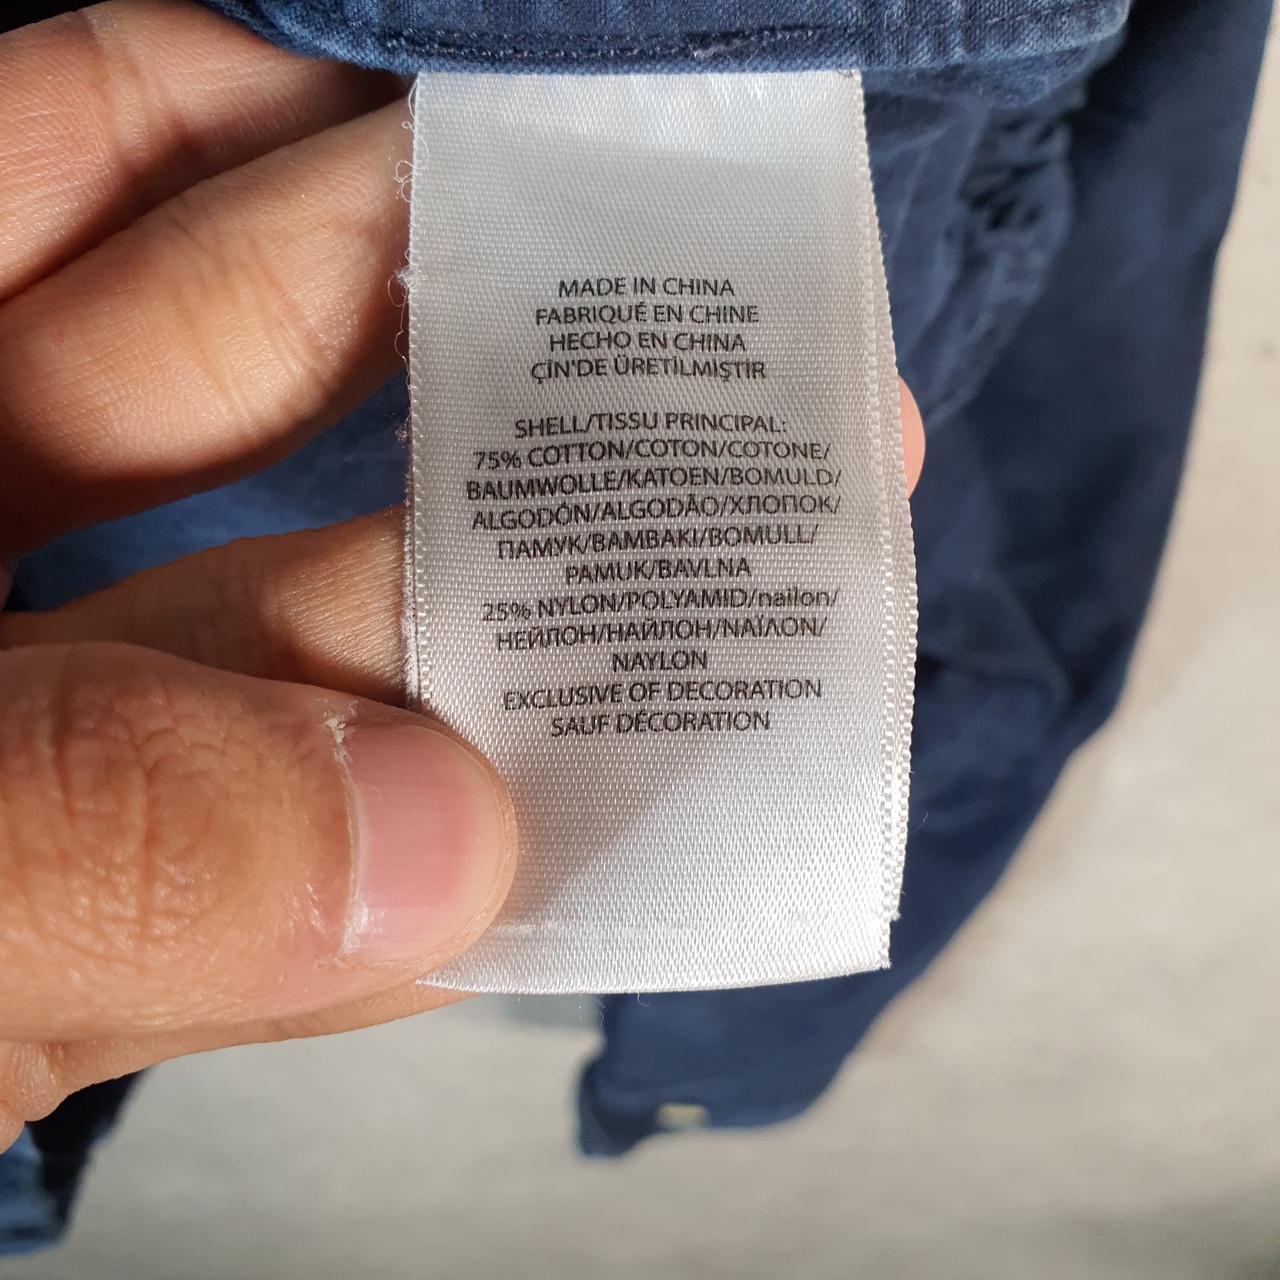 MADE IN CHINA
FABRIQUÉ EN CHINE
HECHO EN CHINA
ÇİN'DE ÜRETİLMİŞTİR
SHELL/TISSU PRINCIPAL:
75% COTTON/COTON/COTONE/
BAUMWOLLE/KATOEN/BOMULD/
ALGODÓN/ALGODÃO/ХЛОПОК/
ПАМУК/ΒΑΜΒΑΚΙ/BOMULL/
PAMUK/BAVLNA
25% NYLON/POLYAMID/nailon/
НЕЙЛОН/НАЙЛОН/ΝΑΪΛΟΝ/
NAYLON
EXCLUSIVE OF DECORATION
SAUF DÉCORATION